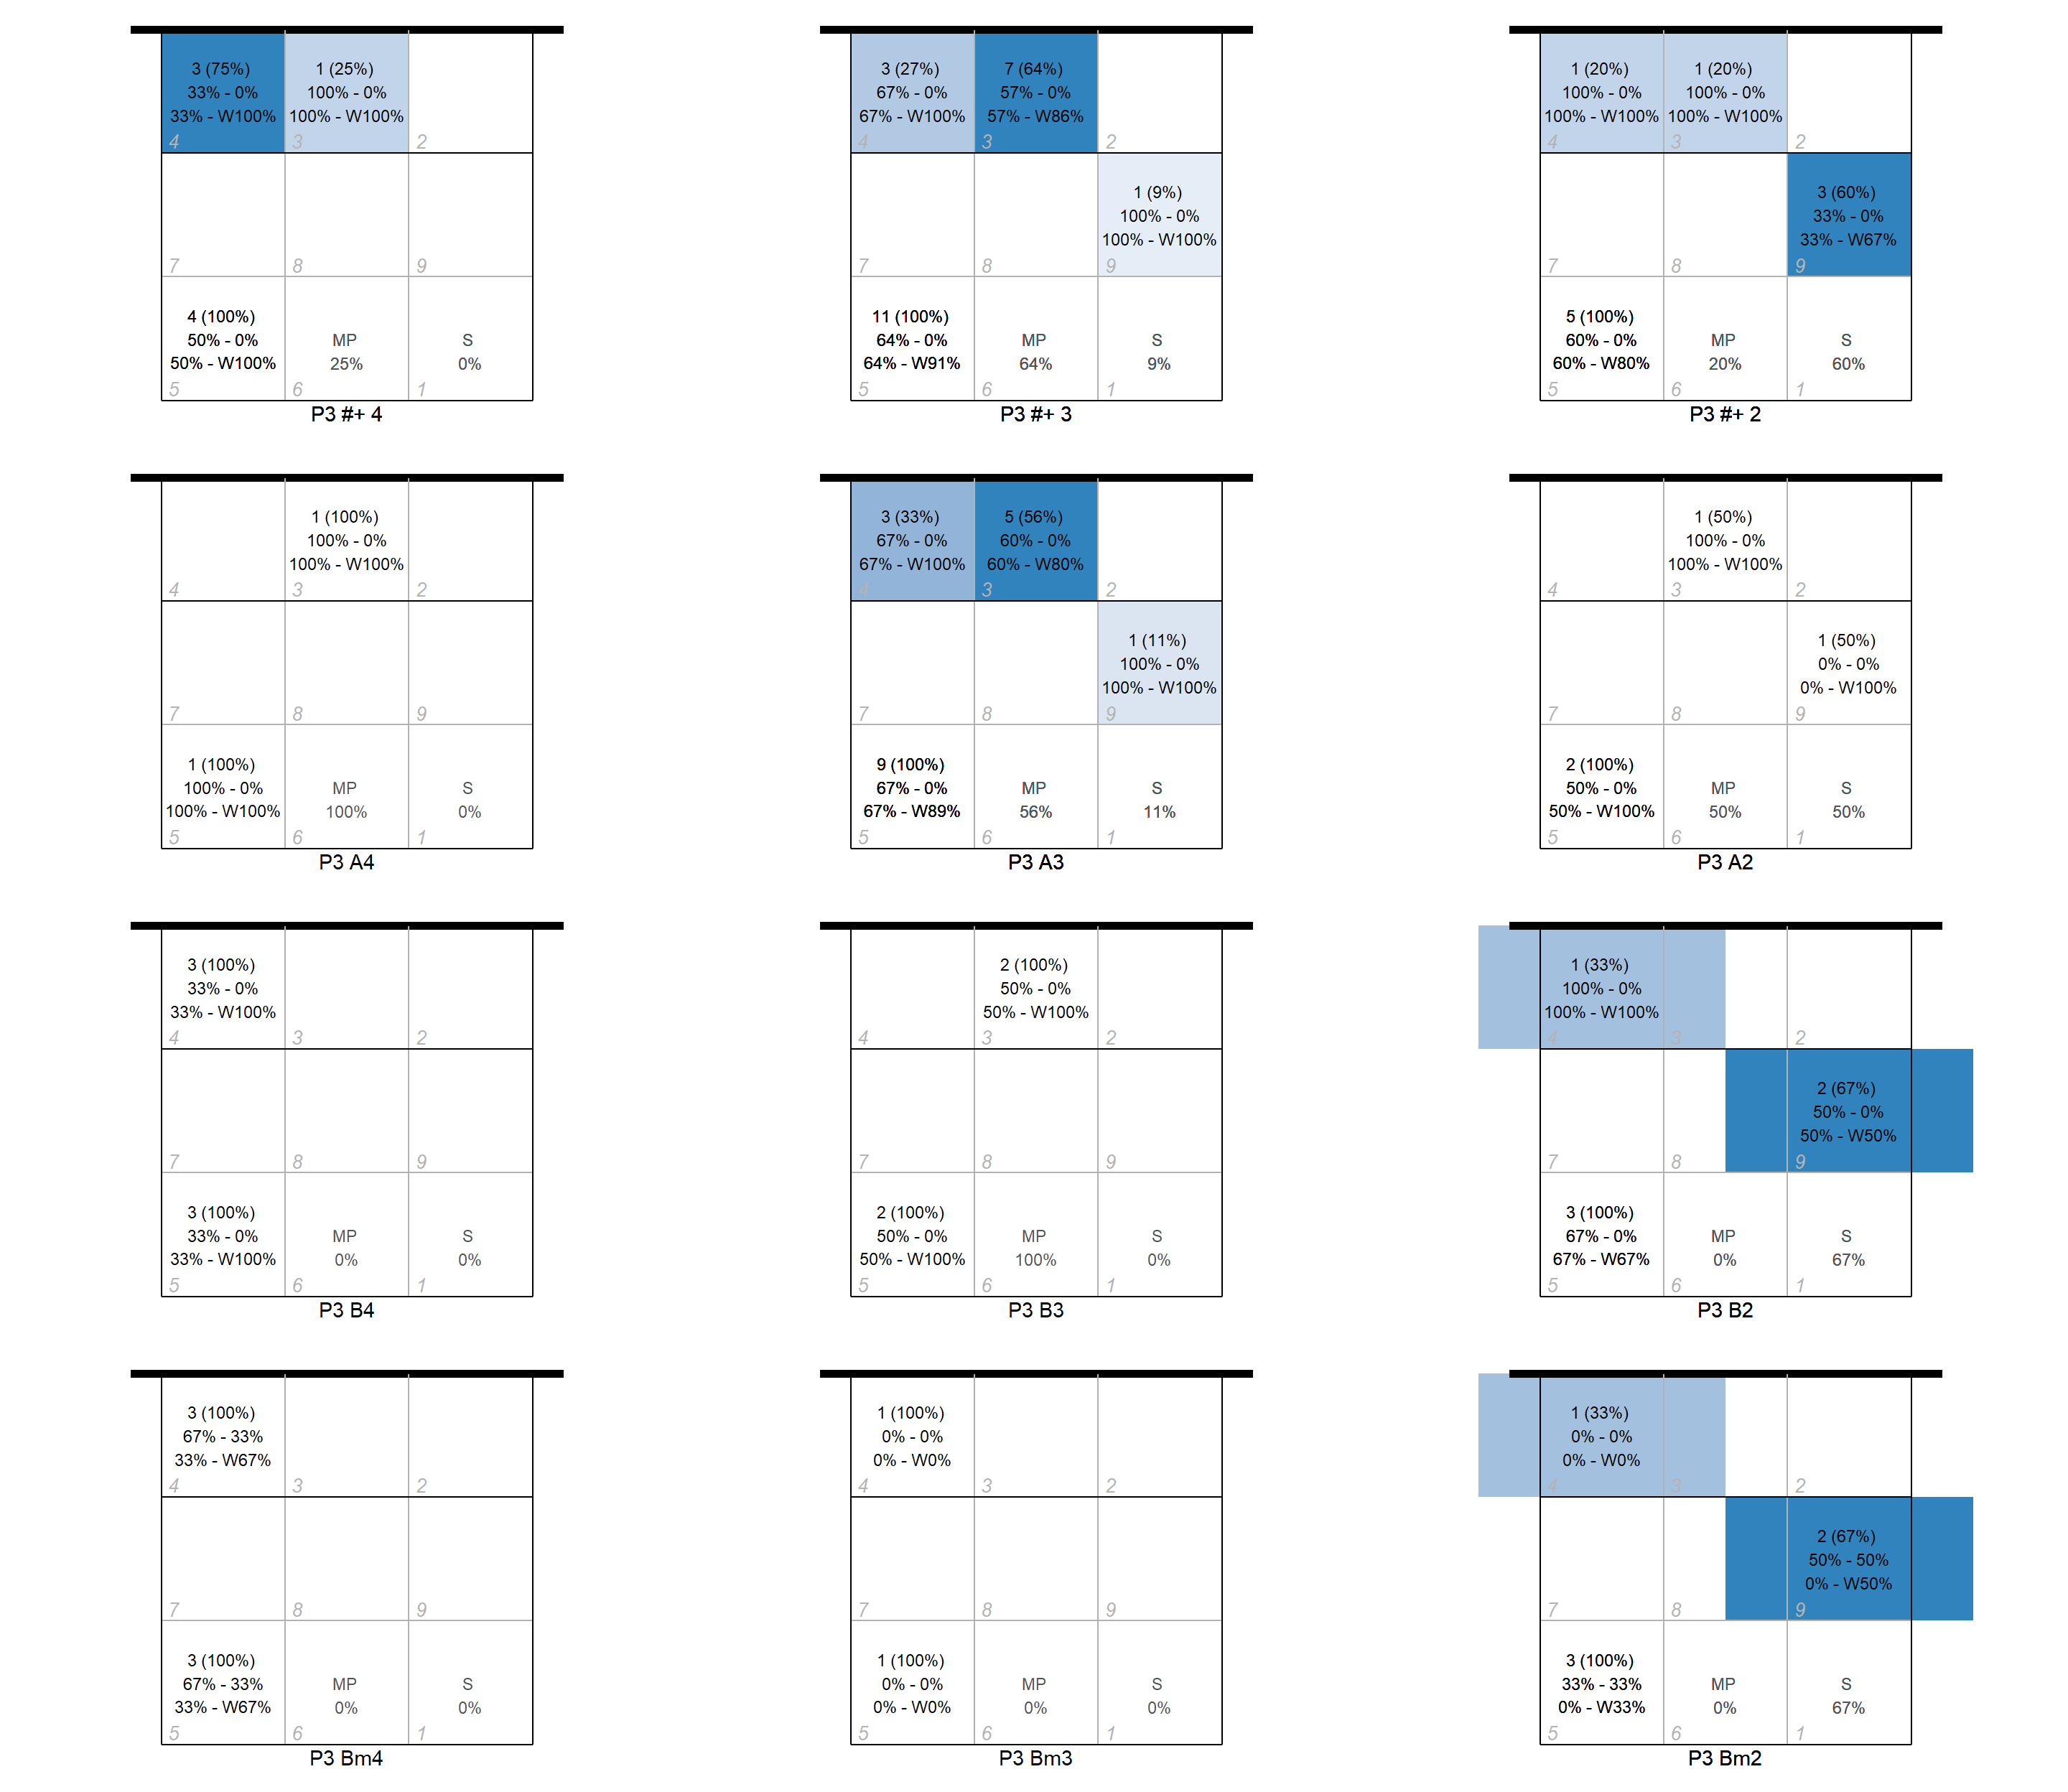 3 (75%)
33% - 0%
33% - W100%
4
1 (25%)
100% - 0%
100% - W100%
3
2
7
8
9
4 (100%)
50% - 0%
50% - W100%
5
MP
25%
6
S
0%
1
P3 #+ 4
3 (27%)
67% - 0%
67% - W100%
4
7 (64%)
57% - 0%
57% - W86%
3
2
7
8
1 (9%)
100% - 0%
100% - W100%
9
11 (100%)
64% - 0%
64% - W91%
5
MP
64%
6
S
9%
1
P3 #+ 3
1 (20%)
100% - 0%
100% - W100%
4
1 (20%)
100% - 0%
100% - W100%
3
2
7
8
3 (60%)
33% - 0%
33% - W67%
9
5 (100%)
60% - 0%
60% - W80%
5
MP
20%
6
S
60%
1
P3 #+ 2
4
1 (100%)
100% - 0%
100% - W100%
3
2
7
8
9
1 (100%)
100% - 0%
100% - W100%
5
MP
100%
6
S
0%
1
P3 A4
3 (33%)
67% - 0%
67% - W100%
4
5 (56%)
60% - 0%
60% - W80%
3
2
7
8
1 (11%)
100% - 0%
100% - W100%
9
9 (100%)
67% - 0%
67% - W89%
5
MP
56%
6
S
11%
1
P3 A3
4
1 (50%)
100% - 0%
100% - W100%
3
2
7
8
1 (50%)
0% - 0%
0% - W100%
9
2 (100%)
50% - 0%
50% - W100%
5
MP
50%
6
S
50%
1
P3 A2
3 (100%)
33% - 0%
33% - W100%
4
3
2
7
8
9
3 (100%)
33% - 0%
33% - W100%
5
MP
0%
6
S
0%
1
P3 B4
4
2 (100%)
50% - 0%
50% - W100%
3
2
7
8
9
2 (100%)
50% - 0%
50% - W100%
5
MP
100%
6
S
0%
1
P3 B3
1 (33%)
100% - 0%
100% - W100%
4
3
2
7
8
2 (67%)
50% - 0%
50% - W50%
9
3 (100%)
67% - 0%
67% - W67%
5
MP
0%
6
S
67%
1
P3 B2
3 (100%)
67% - 33%
33% - W67%
4
3
2
7
8
9
3 (100%)
67% - 33%
33% - W67%
5
MP
0%
6
S
0%
1
P3 Bm4
1 (100%)
0% - 0%
0% - W0%
4
3
2
7
8
9
1 (100%)
0% - 0%
0% - W0%
5
MP
0%
6
S
0%
1
P3 Bm3
1 (33%)
0% - 0%
0% - W0%
4
3
2
7
8
2 (67%)
50% - 50%
0% - W50%
9
3 (100%)
33% - 33%
0% - W33%
5
MP
0%
6
S
67%
1
P3 Bm2